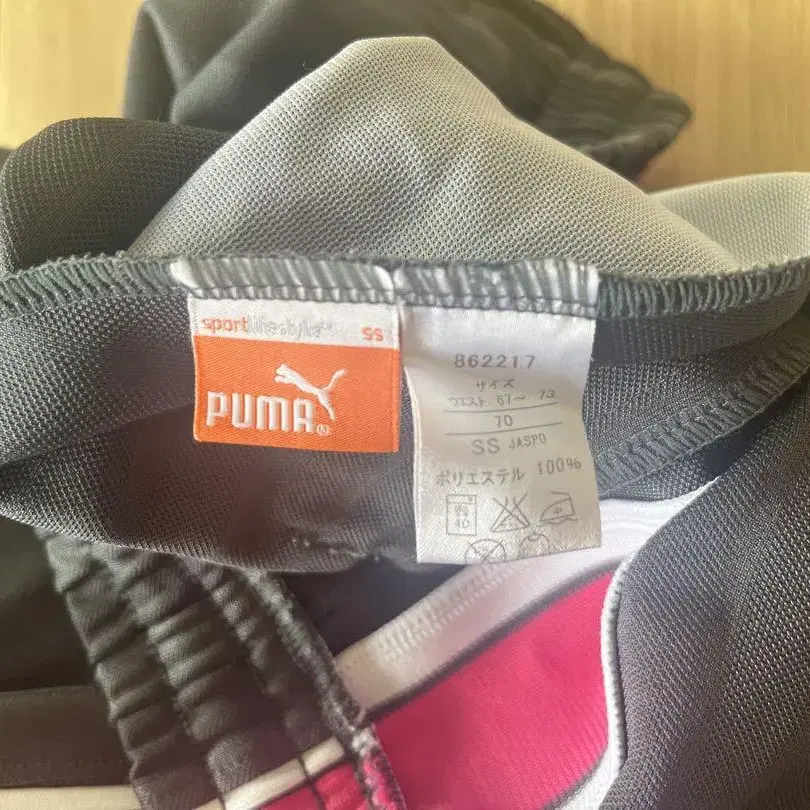 sportlifestyle
SS
PUMA®
862217
サイズ
ウエスト 67～ 73
70
SS JASPO
ポリエステル 100%
40